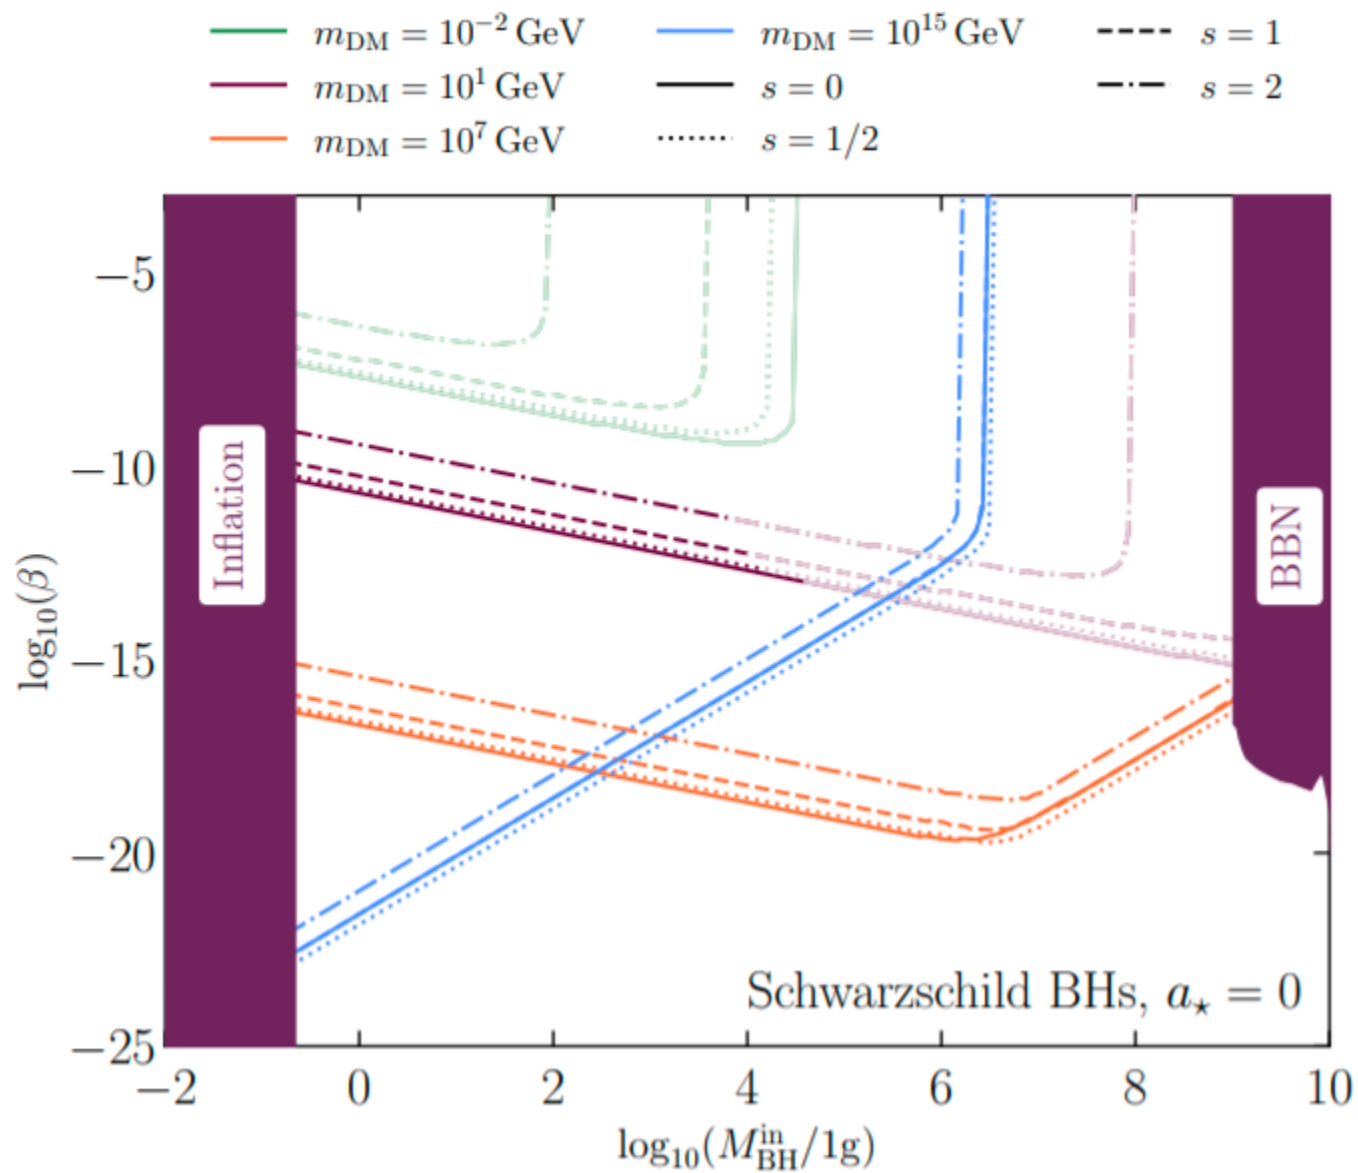 m_DM = 10^−2 GeV
m_DM = 10^1 GeV
m_DM = 10^7 GeV
m_DM = 10^15 GeV
s = 0
s = 1/2
s = 1
s = 2
log₁₀(β)
−5
−10
−15
−20
−25
Inflation
BBN
Schwarzschild BHs, a⋆ = 0
−2 0 2 4 6 8 10
log₁₀(M_BH^in/1g)